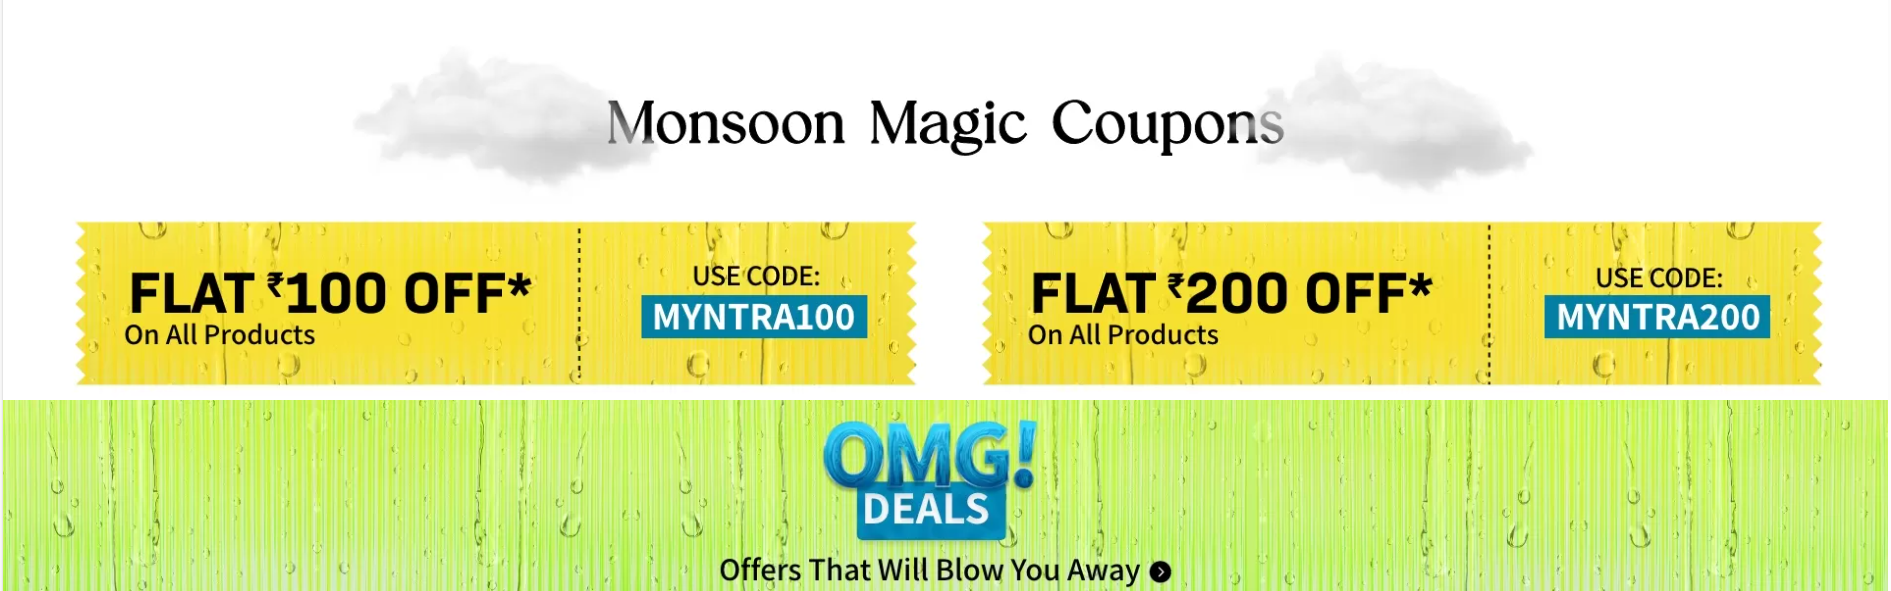 Monsoon Magic Coupons
FLAT ₹100 OFF*
On All Products
USE CODE:
MYNTRA100
FLAT ₹200 OFF*
On All Products
USE CODE:
MYNTRA200
OMG!
DEALS
Offers That Will Blow You Away